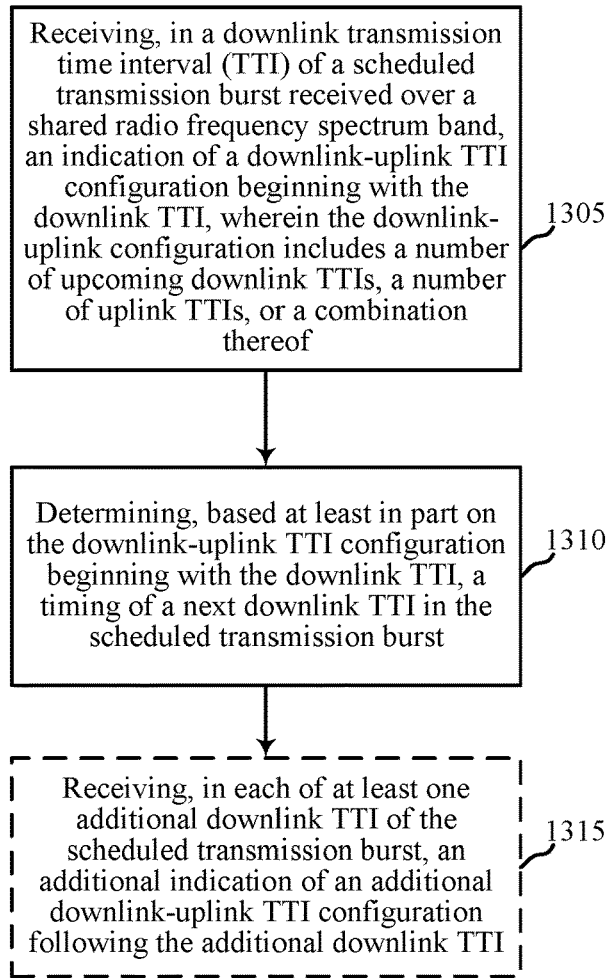 Receiving, in a downlink transmission
time interval (TTI) of a scheduled
transmission burst received over a
shared radio frequency spectrum band,
an indication of a downlink-uplink TTI
configuration beginning with the
downlink TTI, wherein the downlink-
uplink configuration includes a number
of upcoming downlink TTIs, a number
of uplink TTIs, or a combination
thereof
1305
Determining, based at least in part on
the downlink-uplink TTI configuration
beginning with the downlink TTI, a
timing of a next downlink TTI in the
scheduled transmission burst
1310
Receiving, in each of at least one
additional downlink TTI of the
scheduled transmission burst, an
additional indication of an additional
downlink-uplink TTI configuration
following the additional downlink TTI
1315